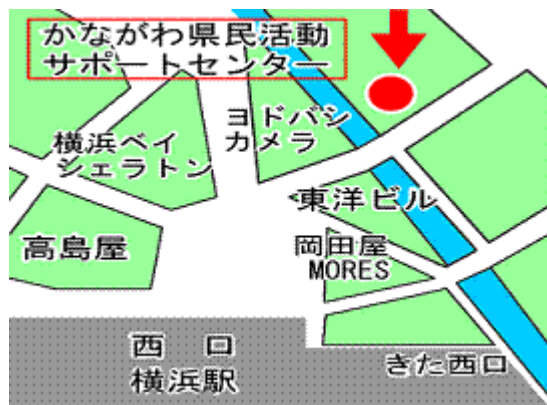 かながわ県民活動
サポートセンター
ヨドバシ
カメラ
横浜ベイ
シェラトン
東洋ビル
高島屋
岡田屋
MORES
西 口
横浜駅
きた西口